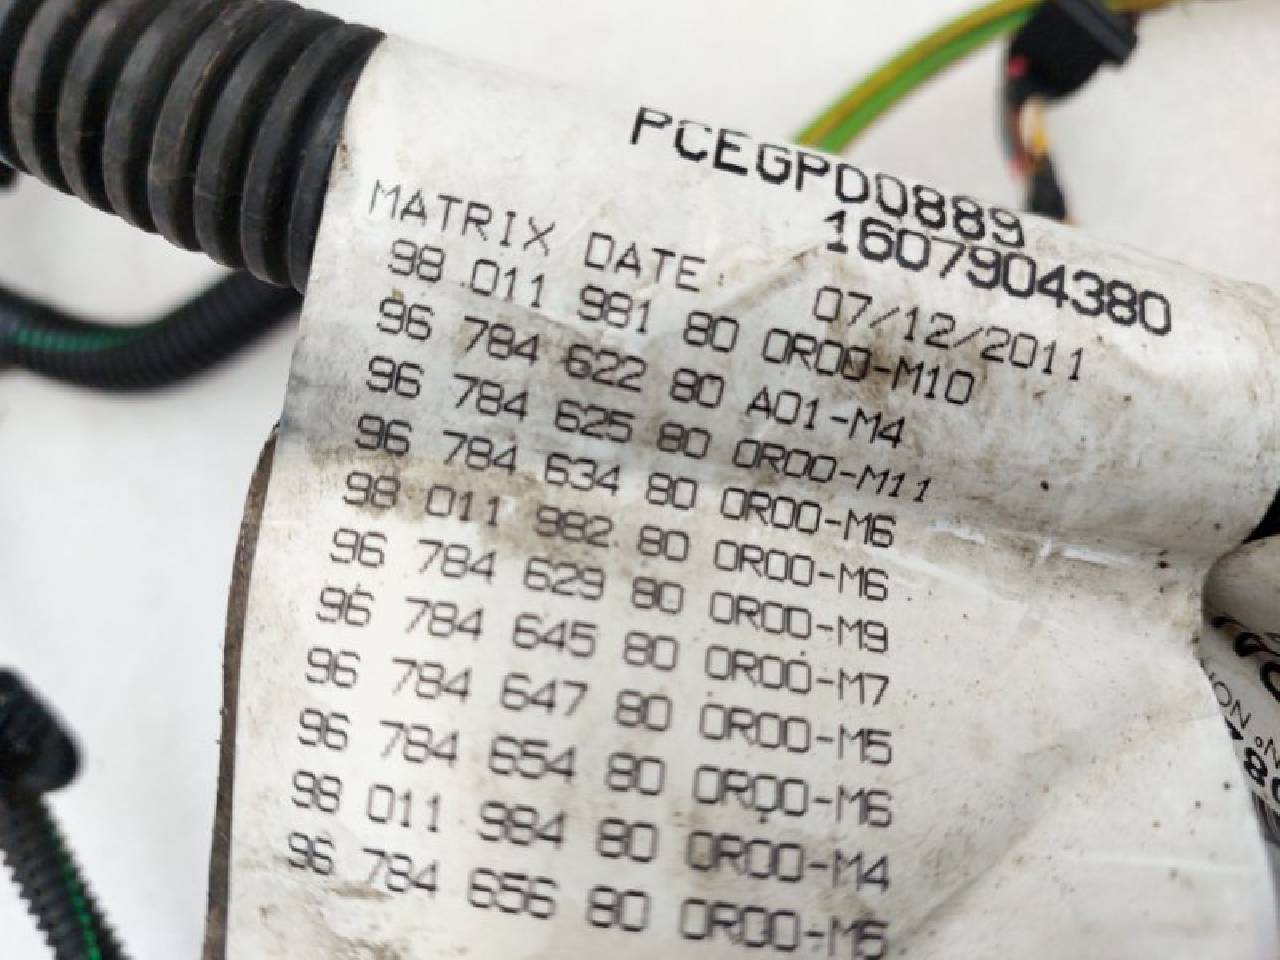 PCEGPD0889
1607904380
MATRIX DATE: 07/12/2011
98 011 981 80 0R00-M10
96 784 622 80 A01-M4
96 784 625 80 0R00-M11
96 784 634 80 0R00-M6
98 011 982 80 0R00-M6
96 784 629 80 0R00-M9
96 784 645 80 0R00-M7
96 784 647 80 0R00-M5
96 784 654 80 0R00-M6
98 011 984 80 0R00-M4
96 784 656 80 0R00-M5